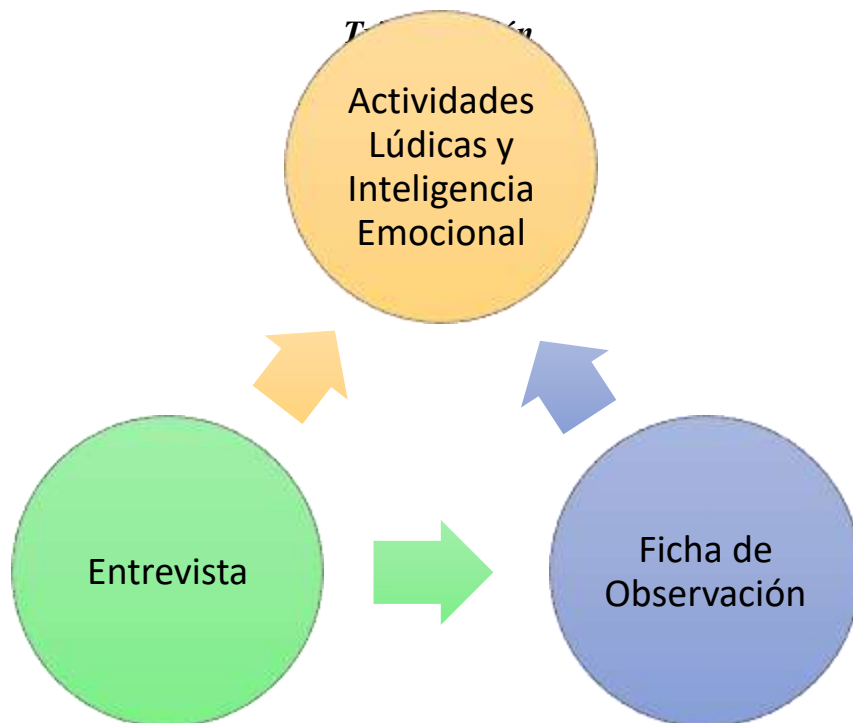 Actividades
Lúdicas y
Inteligencia
Emocional
Entrevista
Ficha de
Observación